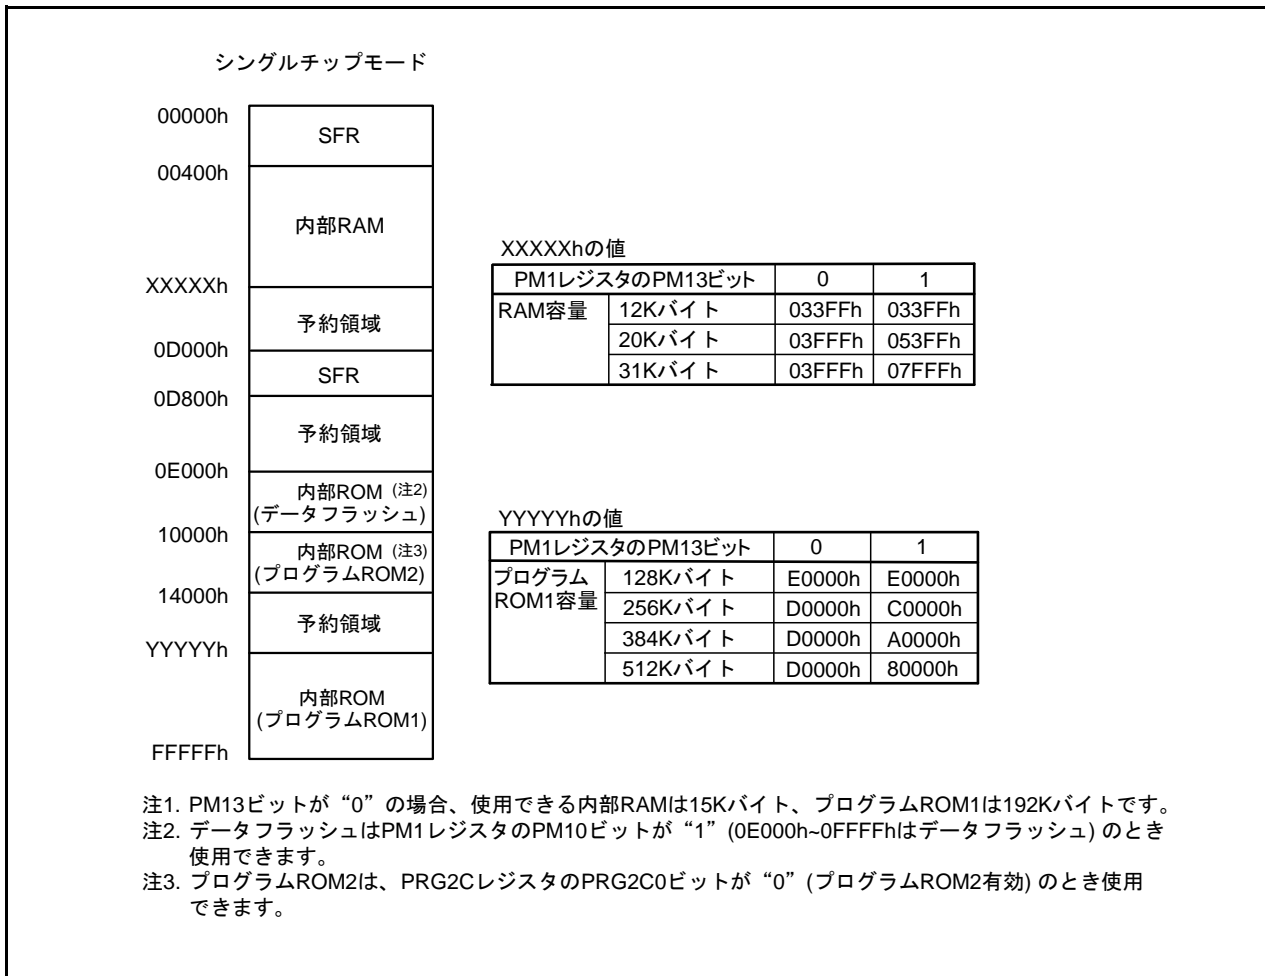 シングルチップモード
00000h
SFR
00400h
内部RAM
XXXXXh
予約領域
0D000h
SFR
0D800h
予約領域
0E000h
内部ROM (注2)
(データフラッシュ)
10000h
内部ROM (注3)
(プログラムROM2)
14000h
予約領域
YYYYYh
内部ROM
(プログラムROM1)
FFFFFh
XXXXXhの値
PM1レジスタのPM13ビット 0 1
RAM容量 12Kバイト 033FFh 033FFh
20Kバイト 03FFFh 053FFh
31Kバイト 03FFFh 07FFFh
YYYYYhの値
PM1レジスタのPM13ビット 0 1
プログラム 128Kバイト E0000h E0000h
ROM1容量 256Kバイト D0000h C0000h
384Kバイト D0000h A0000h
512Kバイト D0000h 80000h
注1. PM13ビットが“0”の場合、使用できる内部RAMは15Kバイト、プログラムROM1は192Kバイトです。
注2. データフラッシュはPM1レジスタのPM10ビットが“1”(0E000h~0FFFFhはデータフラッシュ) のとき
使用できます。
注3. プログラムROM2は、PRG2CレジスタのPRG2C0ビットが“0”(プログラムROM2有効) のとき使用
できます。